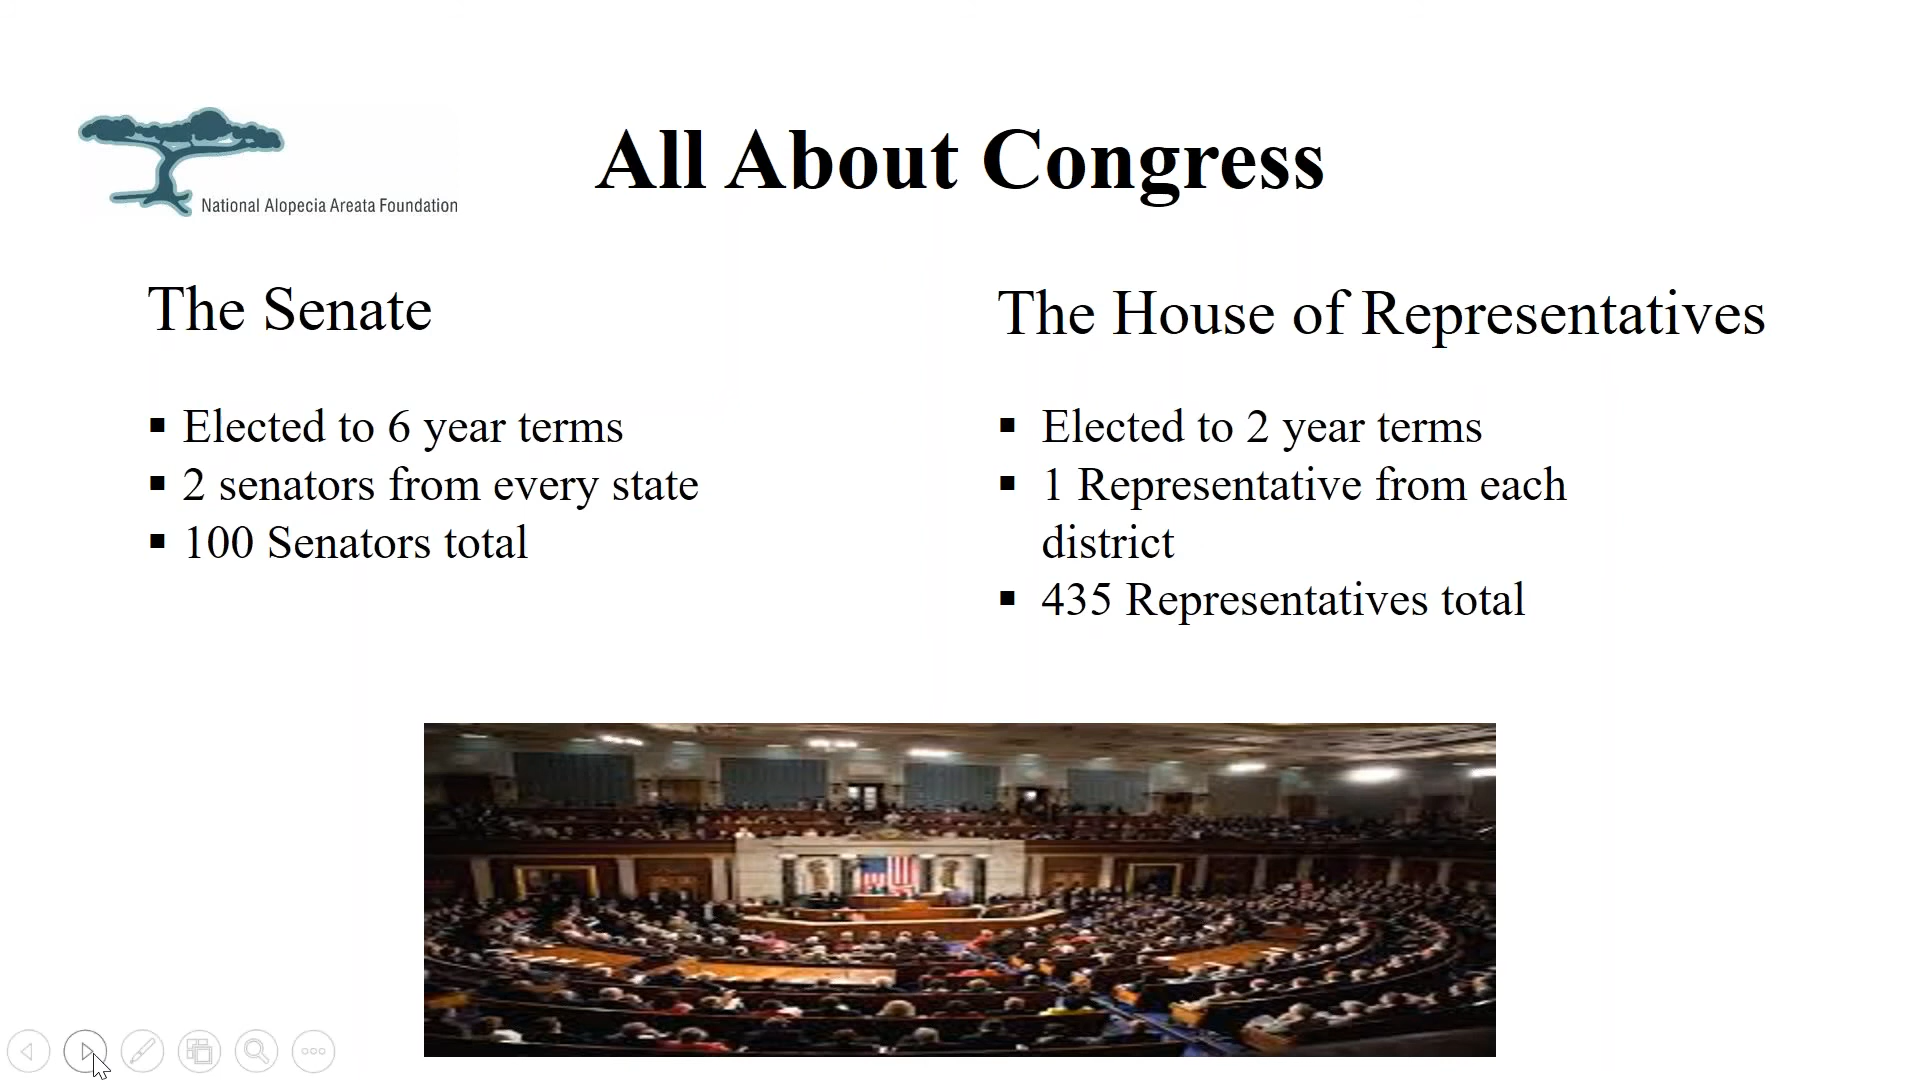 National Alopecia Areata Foundation
All About Congress
The Senate
▪ Elected to 6 year terms
▪ 2 senators from every state
▪ 100 Senators total
The House of Representatives
▪ Elected to 2 year terms
▪ 1 Representative from each
district
▪ 435 Representatives total